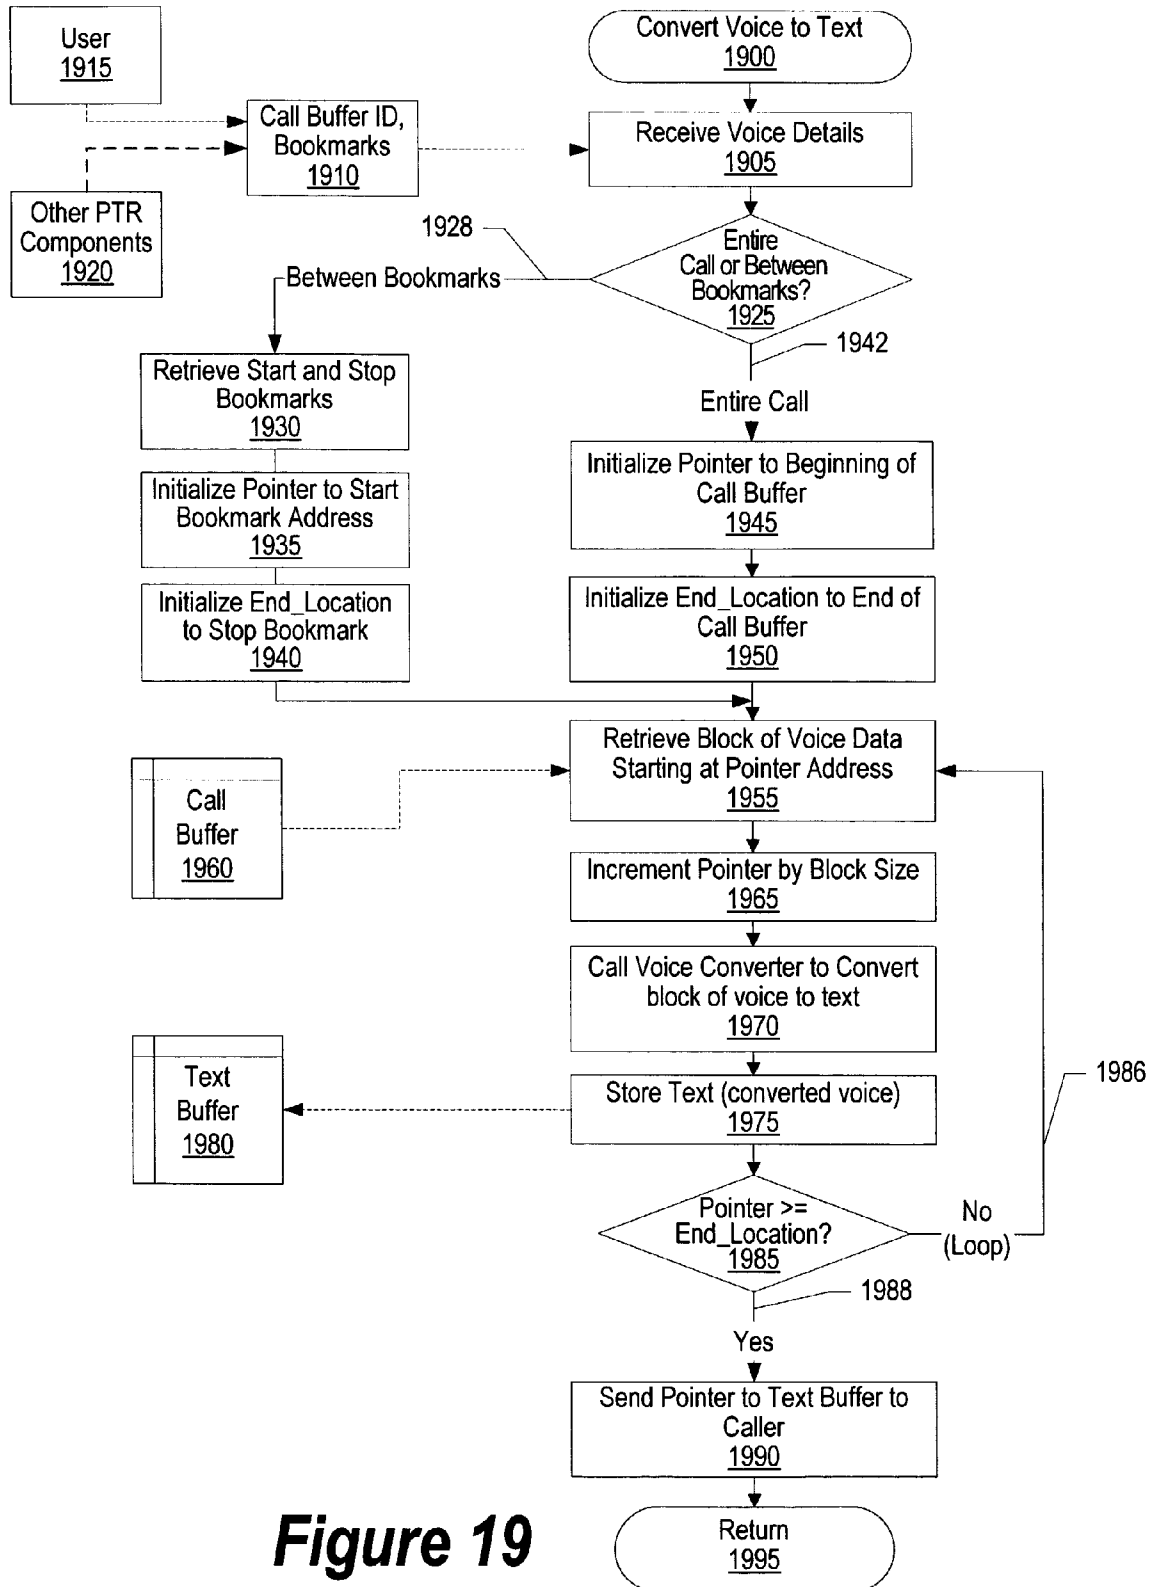 User
1915
Convert Voice to Text
1900
Call Buffer ID,
Bookmarks
1910
Receive Voice Details
1905
Other PTR
Components
1920
1928
Between Bookmarks
Entire
Call or Between
Bookmarks?
1925
1942
Entire Call
Retrieve Start and Stop
Bookmarks
1930
Initialize Pointer to Start
Bookmark Address
1935
Initialize End_Location
to Stop Bookmark
1940
Initialize Pointer to Beginning of
Call Buffer
1945
Initialize End_Location to End of
Call Buffer
1950
Retrieve Block of Voice Data
Starting at Pointer Address
1955
Call
Buffer
1960
Increment Pointer by Block Size
1965
Call Voice Converter to Convert
block of voice to text
1970
Text
Buffer
1980
Store Text (converted voice)
1975
1986
Pointer >=
End_Location?
1985
No
(Loop)
1988
Yes
Send Pointer to Text Buffer to
Caller
1990
Return
1995
Figure 19